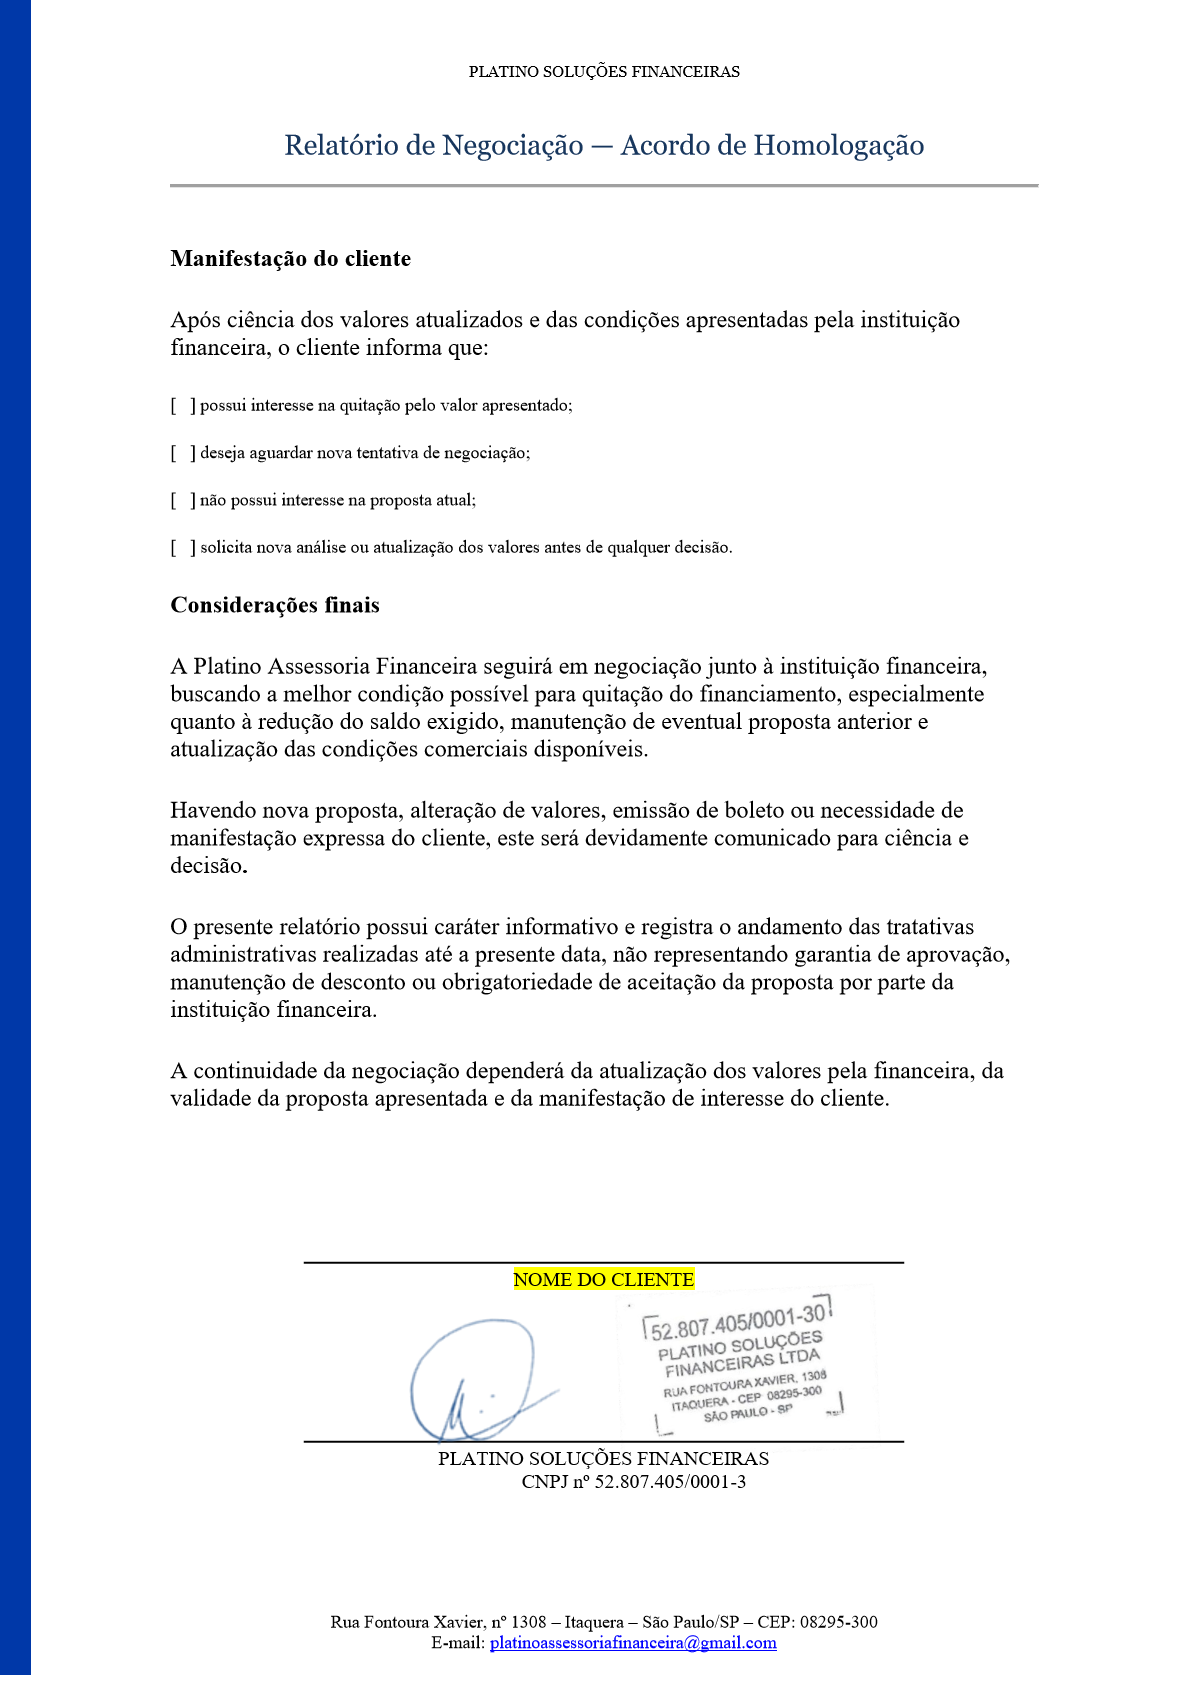 PLATINO SOLUÇÕES FINANCEIRAS
Relatório de Negociação — Acordo de Homologação
Manifestação do cliente
Após ciência dos valores atualizados e das condições apresentadas pela instituição
financeira, o cliente informa que:
[   ] possui interesse na quitação pelo valor apresentado;
[   ] deseja aguardar nova tentativa de negociação;
[   ] não possui interesse na proposta atual;
[   ] solicita nova análise ou atualização dos valores antes de qualquer decisão.
Considerações finais
A Platino Assessoria Financeira seguirá em negociação junto à instituição financeira,
buscando a melhor condição possível para quitação do financiamento, especialmente
quanto à redução do saldo exigido, manutenção de eventual proposta anterior e
atualização das condições comerciais disponíveis.
Havendo nova proposta, alteração de valores, emissão de boleto ou necessidade de
manifestação expressa do cliente, este será devidamente comunicado para ciência e
decisão.
O presente relatório possui caráter informativo e registra o andamento das tratativas
administrativas realizadas até a presente data, não representando garantia de aprovação,
manutenção de desconto ou obrigatoriedade de aceitação da proposta por parte da
instituição financeira.
A continuidade da negociação dependerá da atualização dos valores pela financeira, da
validade da proposta apresentada e da manifestação de interesse do cliente.
NOME DO CLIENTE
52.807.405/0001-30
PLATINO SOLUÇÕES
FINANCEIRAS LTDA
RUA FONTOURA XAVIER, 1308
ITAQUERA - CEP 08295-300
SÃO PAULO - SP
PLATINO SOLUÇÕES FINANCEIRAS
CNPJ nº 52.807.405/0001-3
Rua Fontoura Xavier, nº 1308 – Itaquera – São Paulo/SP – CEP: 08295-300
E-mail: platinoassessoriafinanceira@gmail.com